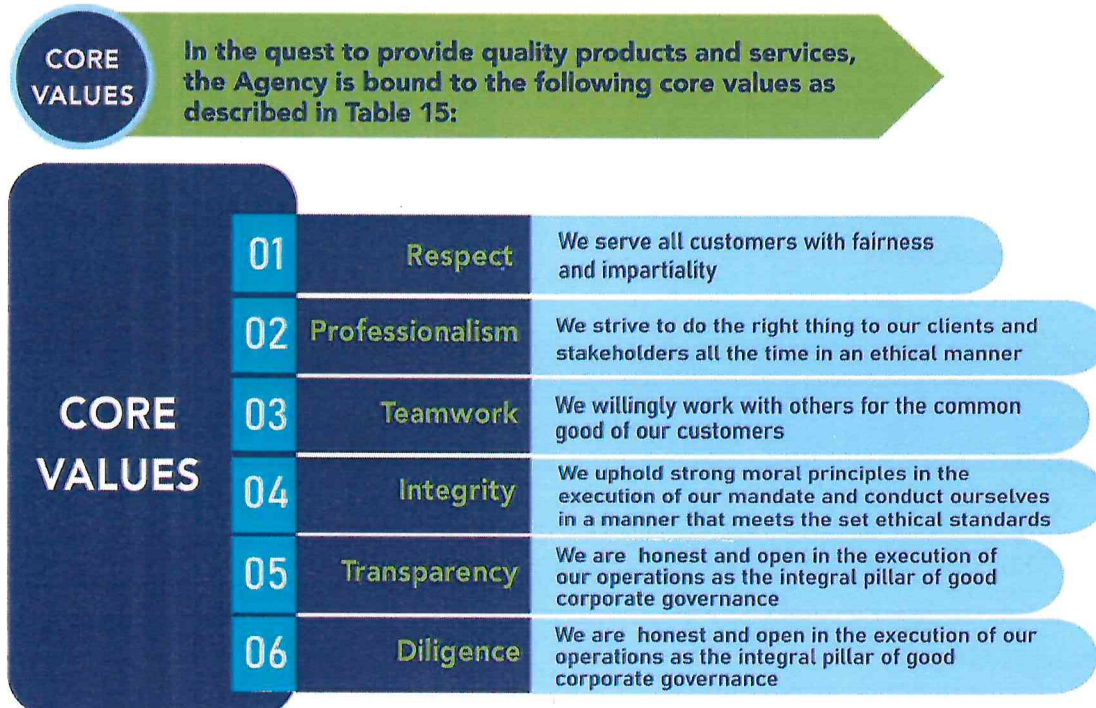 CORE
VALUES
In the quest to provide quality products and services,
the Agency is bound to the following core values as
described in Table 15:
CORE
VALUES
01
Respect
We serve all customers with fairness
and impartiality
02
Professionalism
We strive to do the right thing to our clients and
stakeholders all the time in an ethical manner
03
Teamwork
We willingly work with others for the common
good of our customers
04
Integrity
We uphold strong moral principles in the
execution of our mandate and conduct ourselves
in a manner that meets the set ethical standards
05
Transparency
We are honest and open in the execution of
our operations as the integral pillar of good
corporate governance
06
Diligence
We are honest and open in the execution of our
operations as the integral pillar of good
corporate governance